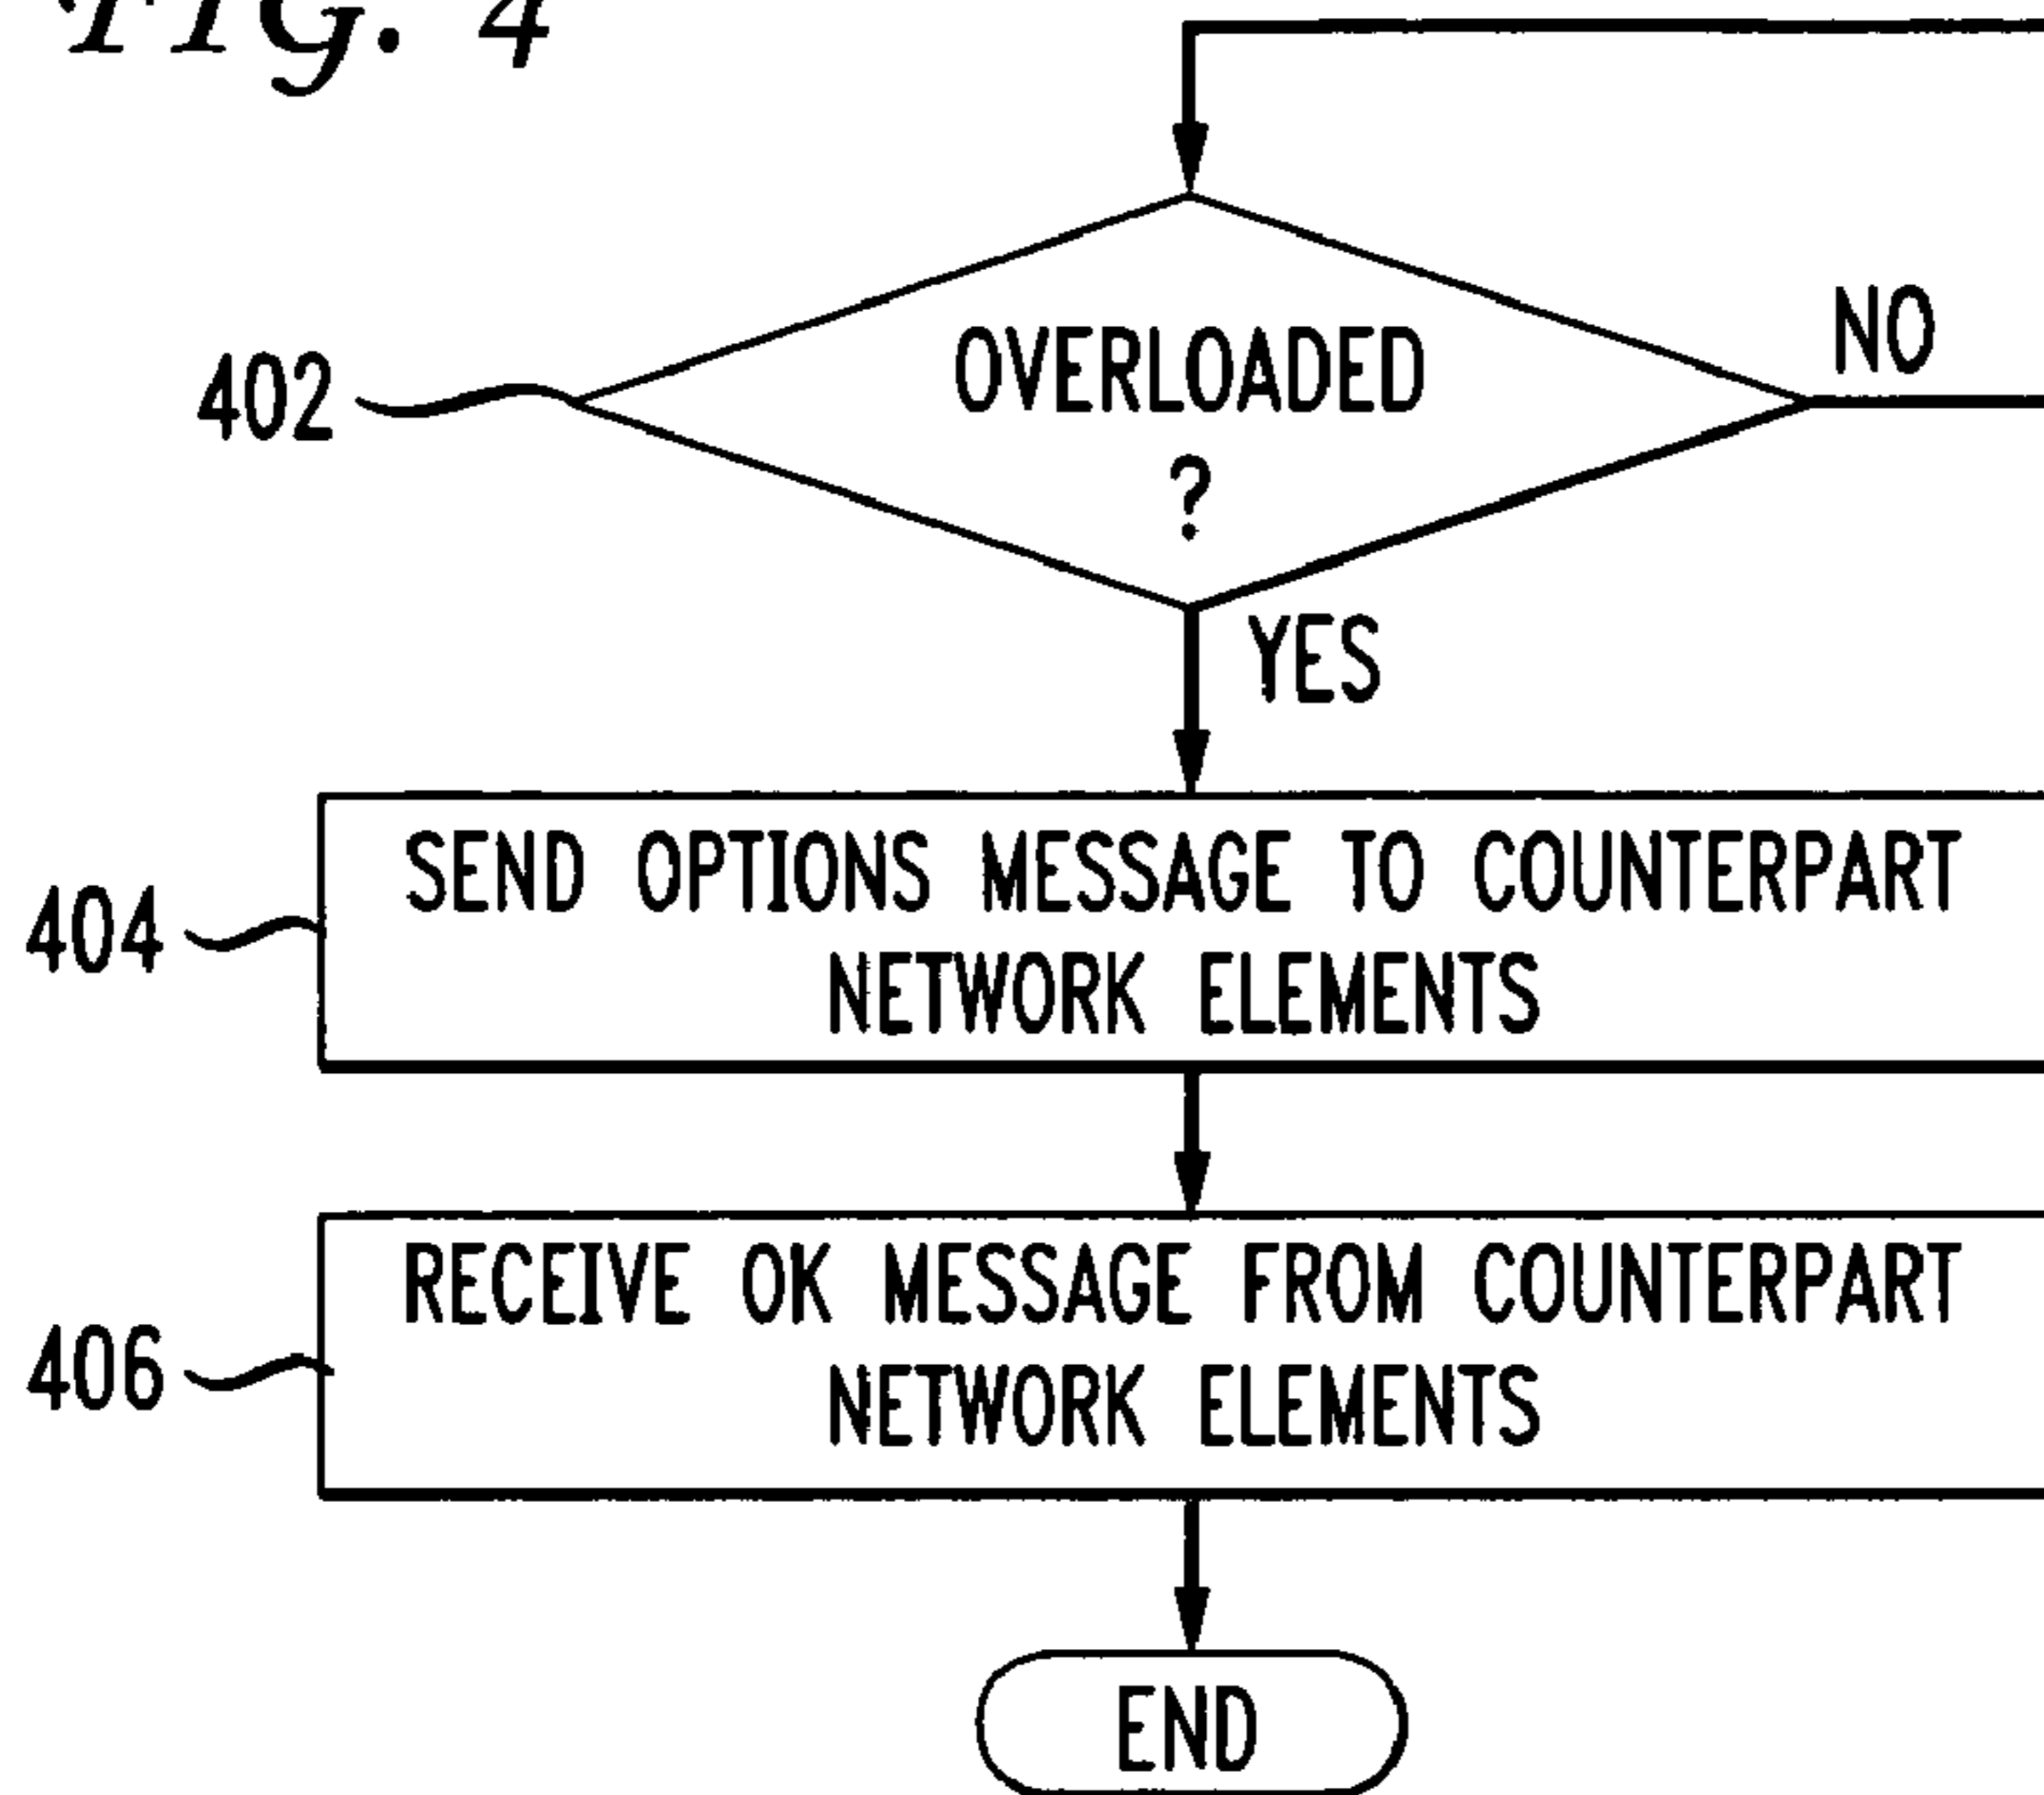 FIG. 4
OVERLOADED
?
NO
402
YES
SEND OPTIONS MESSAGE TO COUNTERPART
NETWORK ELEMENTS
404
RECEIVE OK MESSAGE FROM COUNTERPART
NETWORK ELEMENTS
406
END